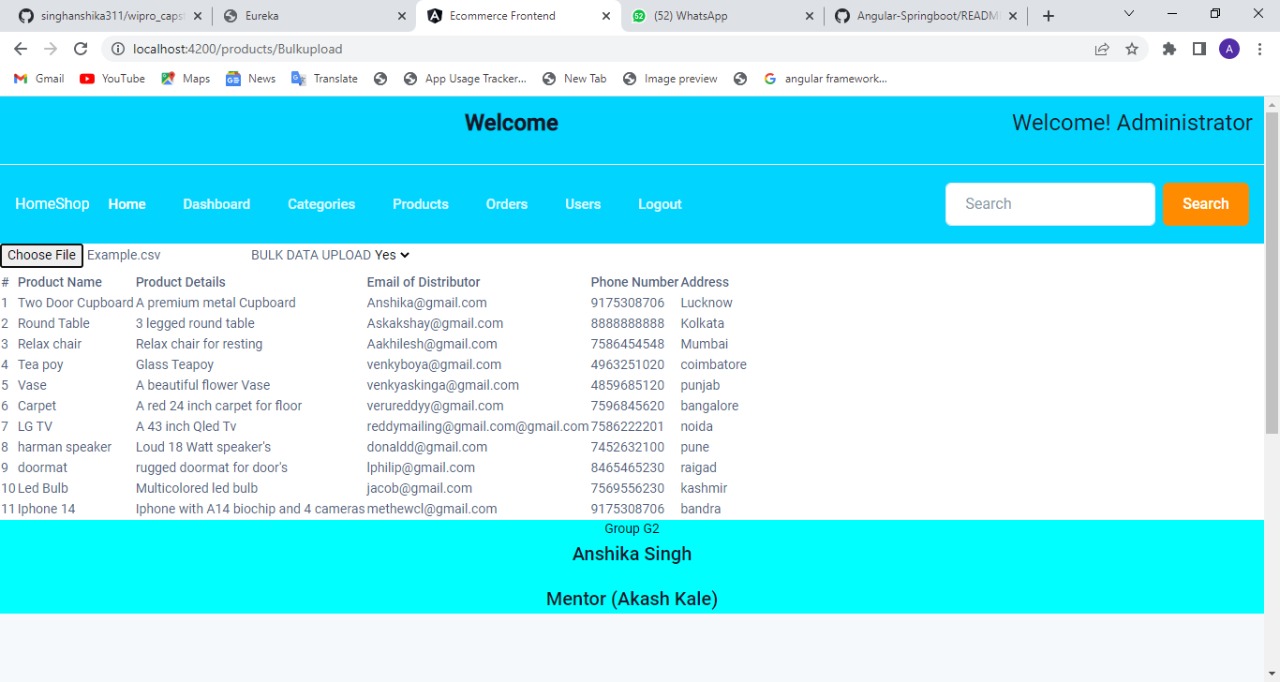 singhanshika311/wipro_caps
Eureka
Ecommerce Frontend
(52) WhatsApp
Angular-Springboot/README
localhost:4200/products/Bulkupload
A
Gmail
YouTube
Maps
News
Translate
App Usage Tracker...
New Tab
Image preview
angular framework...
Welcome
Welcome! Administrator
HomeShop Home Dashboard Categories Products Orders Users Logout Search Search
Choose File Example.csv BULK DATA UPLOAD Yes
# Product Name Product Details Email of Distributor Phone Number Address
1 Two Door Cupboard A premium metal Cupboard Anshika@gmail.com 9175308706 Lucknow
2 Round Table 3 legged round table Askakshay@gmail.com 8888888888 Kolkata
3 Relax chair Relax chair for resting Aakhilesh@gmail.com 7586454548 Mumbai
4 Tea poy Glass Teapoy venkyboya@gmail.com 4963251020 coimbatore
5 Vase A beautiful flower Vase venkyaskinga@gmail.com 4859685120 punjab
6 Carpet A red 24 inch carpet for floor verureddyy@gmail.com 7596845620 bangalore
7 LG TV A 43 inch Qled Tv reddymailing@gmail.com@gmail.com 7586222201 noida
8 harman speaker Loud 18 Watt speaker's donaldd@gmail.com 7452632100 pune
9 doormat rugged doormat for door's lphilip@gmail.com 8465465230 raigad
10 Led Bulb Multicolored led bulb jacob@gmail.com 7569556230 kashmir
11 Iphone 14 Iphone with A14 biochip and 4 cameras methewcl@gmail.com 9175308706 bandra
Group G2
Anshika Singh
Mentor (Akash Kale)